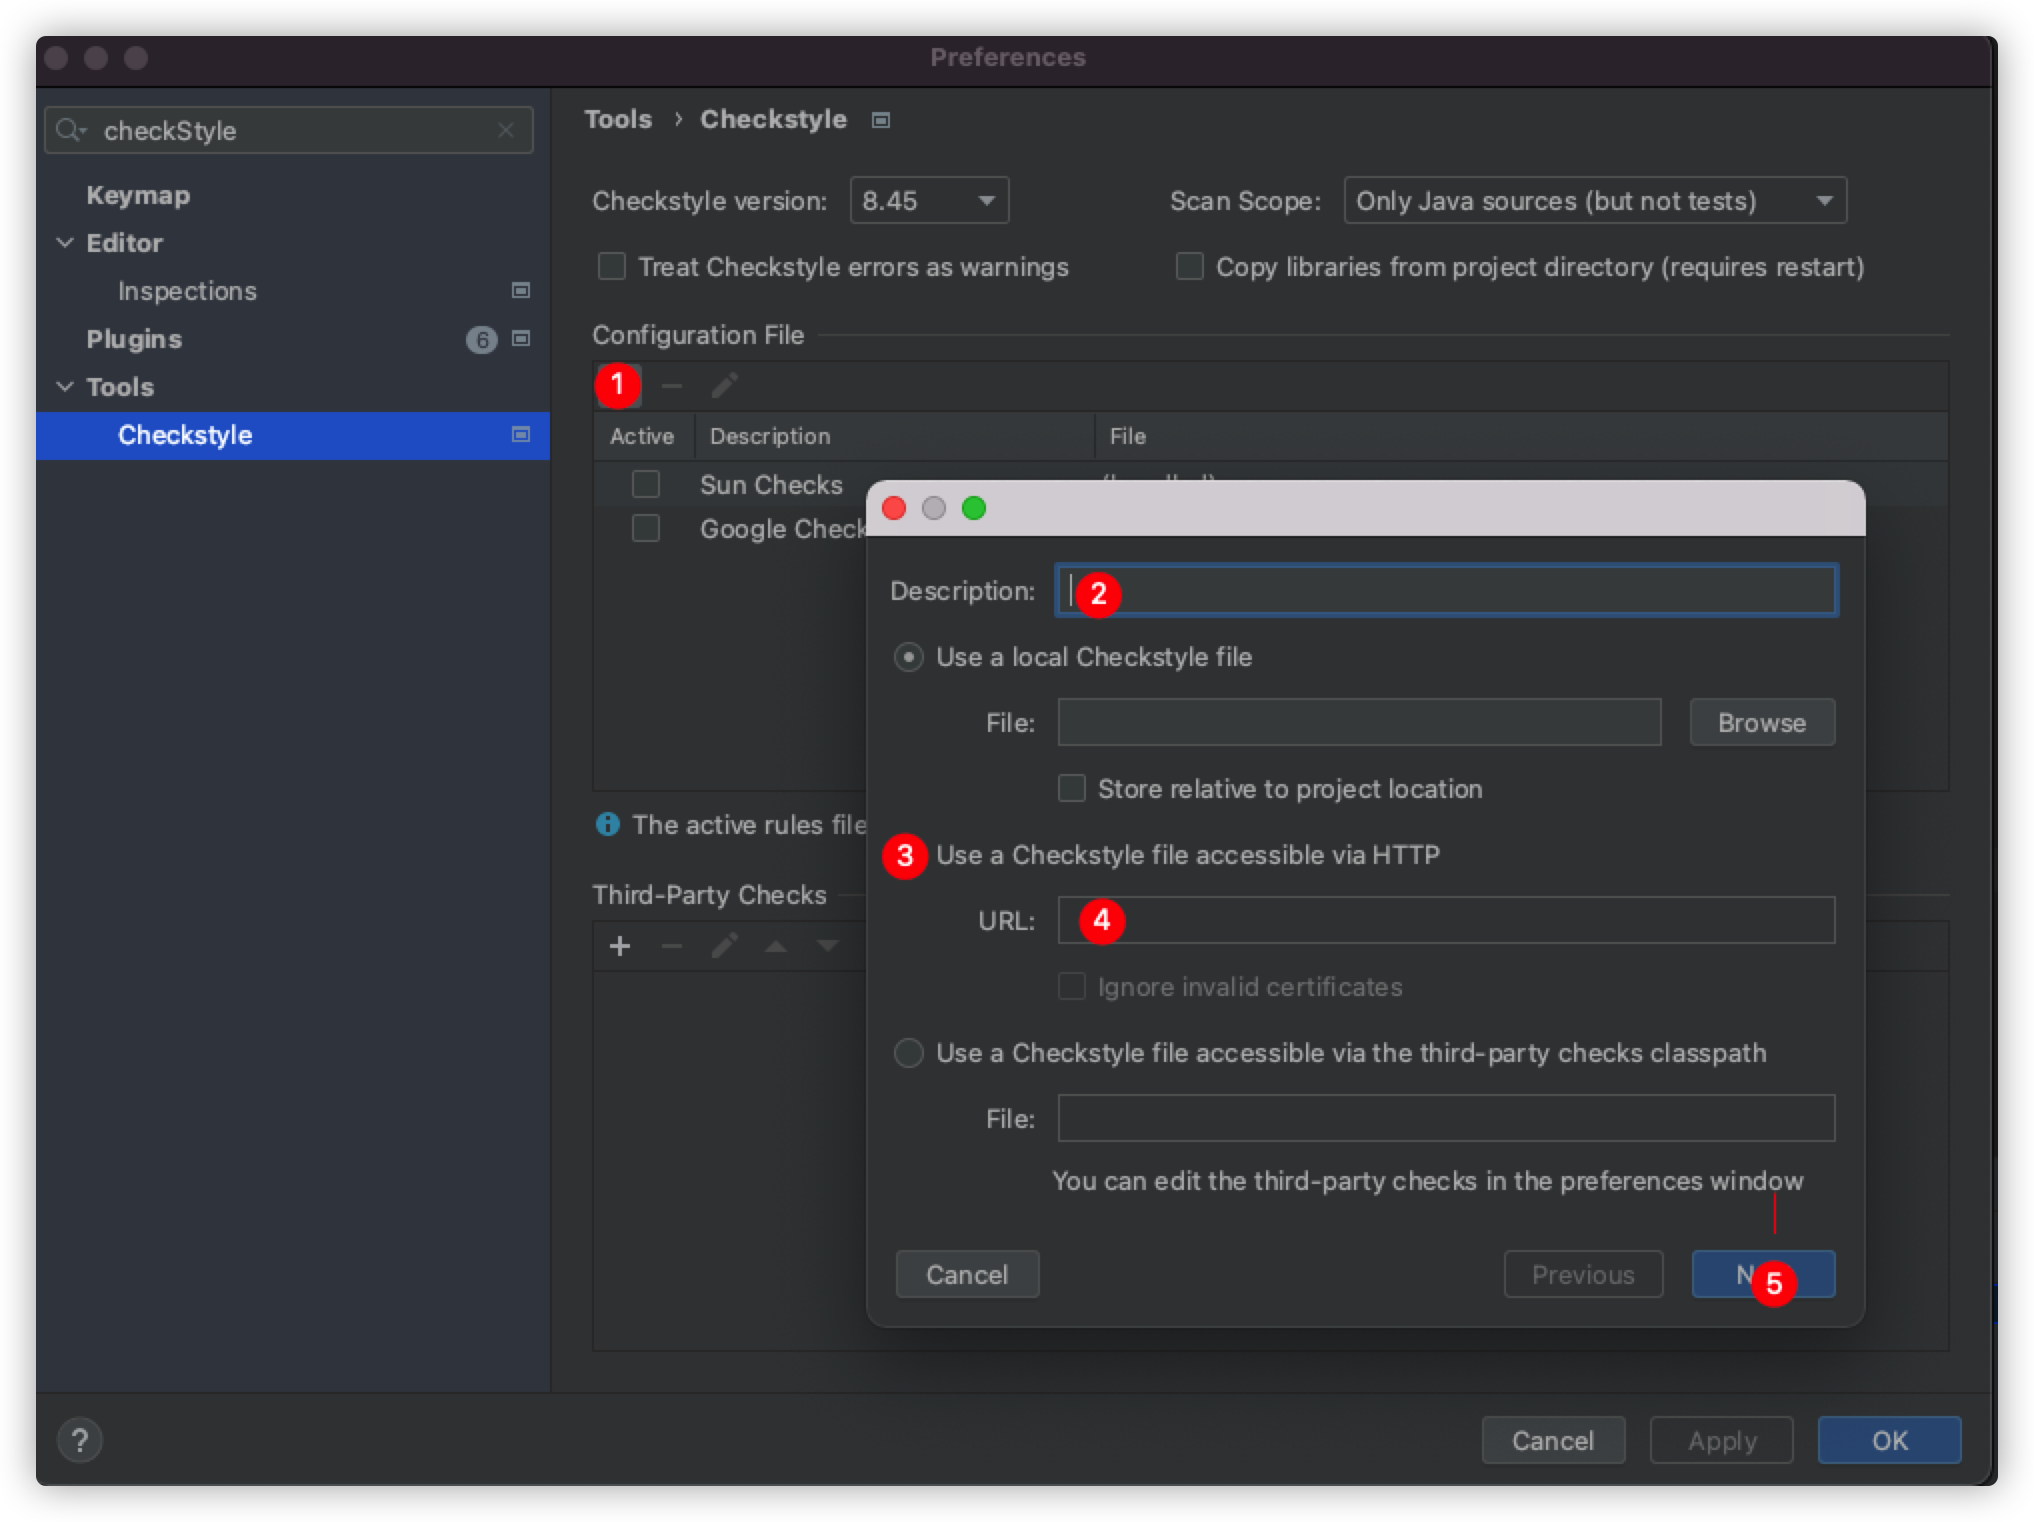 Preferences
checkStyle
Keymap
Editor
Inspections
Plugins 6
Tools
Checkstyle
Tools › Checkstyle
Checkstyle version: 8.45 Scan Scope: Only Java sources (but not tests)
Treat Checkstyle errors as warnings Copy libraries from project directory (requires restart)
Configuration File
1
Active Description File
Sun Checks
Google Check
The active rules file
Third-Party Checks
Description: 2
Use a local Checkstyle file
File: Browse
Store relative to project location
3 Use a Checkstyle file accessible via HTTP
URL: 4
Ignore invalid certificates
Use a Checkstyle file accessible via the third-party checks classpath
File:
You can edit the third-party checks in the preferences window
Cancel Previous N 5
? Cancel Apply OK